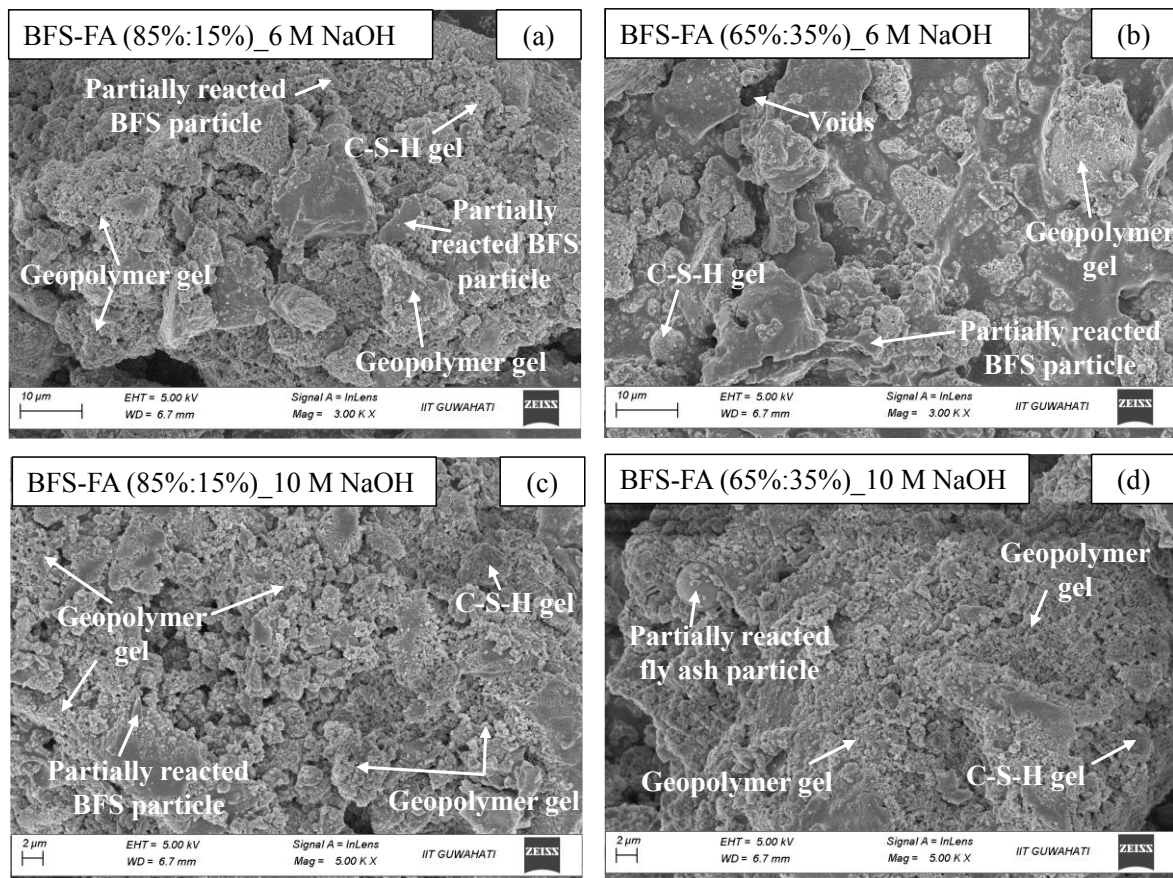 BFS-FA (85%:15%)_6 M NaOH
(a)
Partially reacted
BFS particle
C-S-H gel
Partially
reacted BFS
particle
Geopolymer gel
Geopolymer gel
10 µm
EHT = 5.00 kV
WD = 6.7 mm
Signal A = InLens
Mag = 3.00 K X
IIT GUWAHATI
ZEISS
BFS-FA (65%:35%)_6 M NaOH
(b)
Voids
Geopolymer
gel
C-S-H gel
Partially reacted
BFS particle
10 µm
EHT = 5.00 kV
WD = 6.7 mm
Signal A = InLens
Mag = 3.00 K X
IIT GUWAHATI
ZEISS
BFS-FA (85%:15%)_10 M NaOH
(c)
Geopolymer
gel
C-S-H gel
Partially reacted
BFS particle
Geopolymer gel
2 µm
EHT = 5.00 kV
WD = 6.7 mm
Signal A = InLens
Mag = 5.00 K X
IIT GUWAHATI
ZEISS
BFS-FA (65%:35%)_10 M NaOH
(d)
Geopolymer
gel
Partially reacted
fly ash particle
Geopolymer gel
C-S-H gel
2 µm
EHT = 5.00 kV
WD = 6.7 mm
Signal A = InLens
Mag = 5.00 K X
IIT GUWAHATI
ZEISS